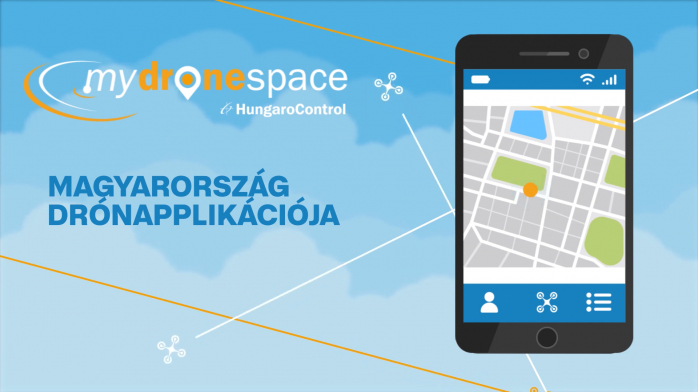 mydronespace
HungaroControl
MAGYARORSZÁG
DRÓNAPPLIKÁCIÓJA